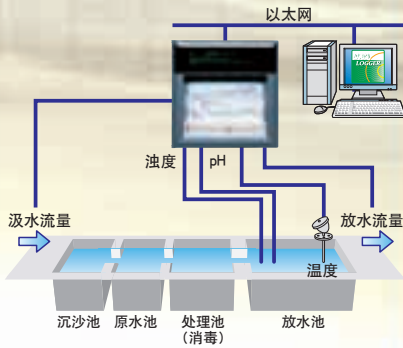 以太网
LOGGER
浊度 pH
汲水流量
放水流量
温度
沉沙池 原水池 处理池 放水池
(消毒)